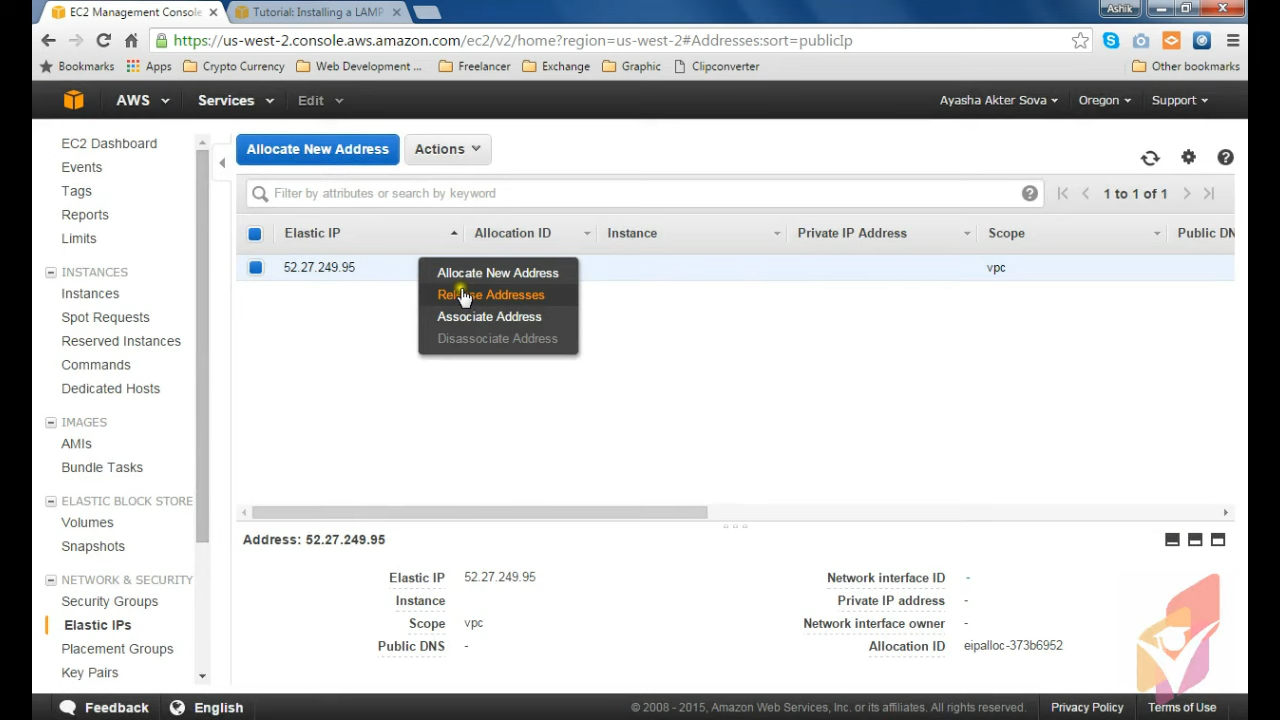 EC2 Management Console
Tutorial: Installing a LAMP
Ashik
https://us-west-2.console.aws.amazon.com/ec2/v2/home?region=us-west-2#Addresses:sort=publicIp
Bookmarks Apps Crypto Currency Web Development ... Freelancer Exchange Graphic Clipconverter Other bookmarks
AWS Services Edit Ayasha Akter Sova Oregon Support
EC2 Dashboard
Events
Tags
Reports
Limits
INSTANCES
Instances
Spot Requests
Reserved Instances
Commands
Dedicated Hosts
IMAGES
AMIs
Bundle Tasks
ELASTIC BLOCK STORE
Volumes
Snapshots
NETWORK & SECURITY
Security Groups
Elastic IPs
Placement Groups
Key Pairs
Allocate New Address Actions
Filter by attributes or search by keyword
1 to 1 of 1
Elastic IP Allocation ID Instance Private IP Address Scope Public DN
52.27.249.95 vpc
Allocate New Address
Release Addresses
Associate Address
Disassociate Address
Address: 52.27.249.95
Elastic IP 52.27.249.95 Network interface ID -
Instance Private IP address -
Scope vpc Network interface owner -
Public DNS - Allocation ID eipalloc-373b6952
Feedback English © 2008 - 2015, Amazon Web Services, Inc. or its affiliates. All rights reserved. Privacy Policy Terms of Use